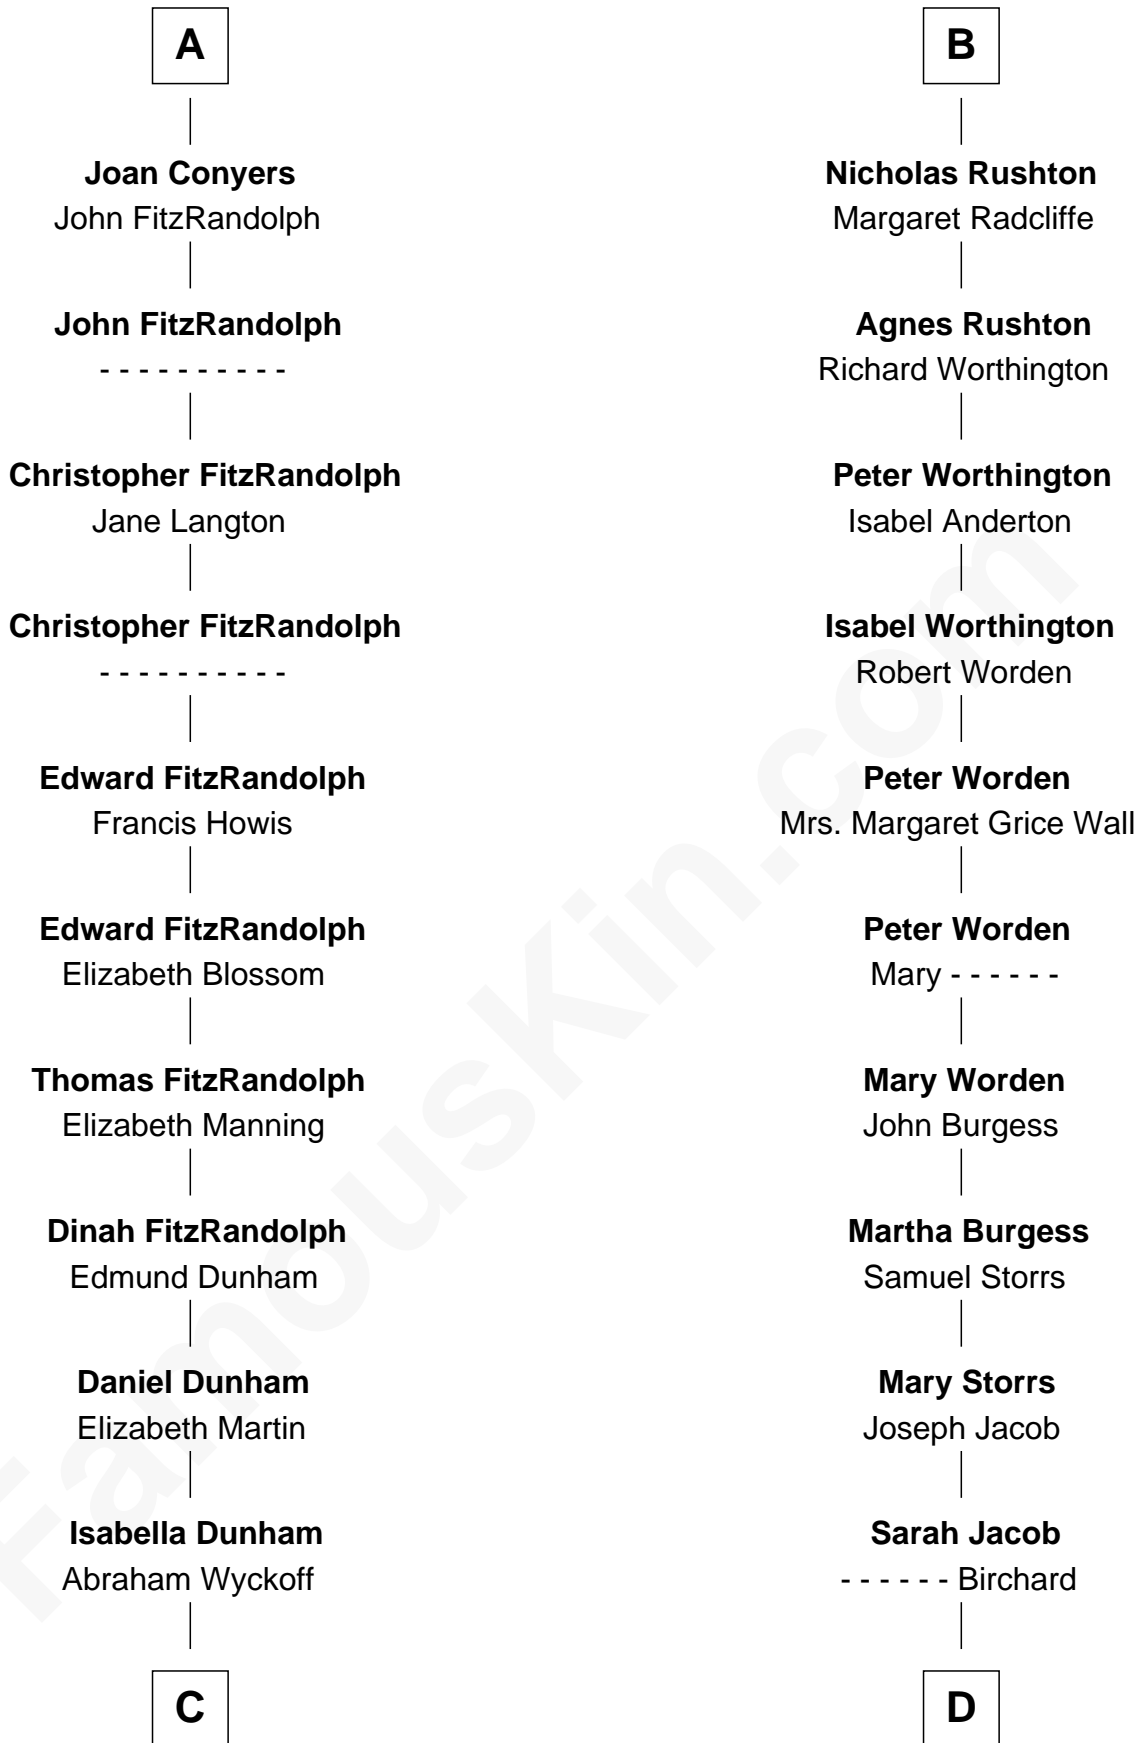 A
Joan Conyers
John FitzRandolph
John FitzRandolph
- - - - - - - - - -
Christopher FitzRandolph
Jane Langton
Christopher FitzRandolph
- - - - - - - - - -
Edward FitzRandolph
Francis Howis
Edward FitzRandolph
Elizabeth Blossom
Thomas FitzRandolph
Elizabeth Manning
Dinah FitzRandolph
Edmund Dunham
Daniel Dunham
Elizabeth Martin
Isabella Dunham
Abraham Wyckoff
C
B
Nicholas Rushton
Margaret Radcliffe
Agnes Rushton
Richard Worthington
Peter Worthington
Isabel Anderton
Isabel Worthington
Robert Worden
Peter Worden
Mrs. Margaret Grice Wall
Peter Worden
Mary - - - - - -
Mary Worden
John Burgess
Martha Burgess
Samuel Storrs
Mary Storrs
Joseph Jacob
Sarah Jacob
- - - - - - Birchard
D
FamousKin.com